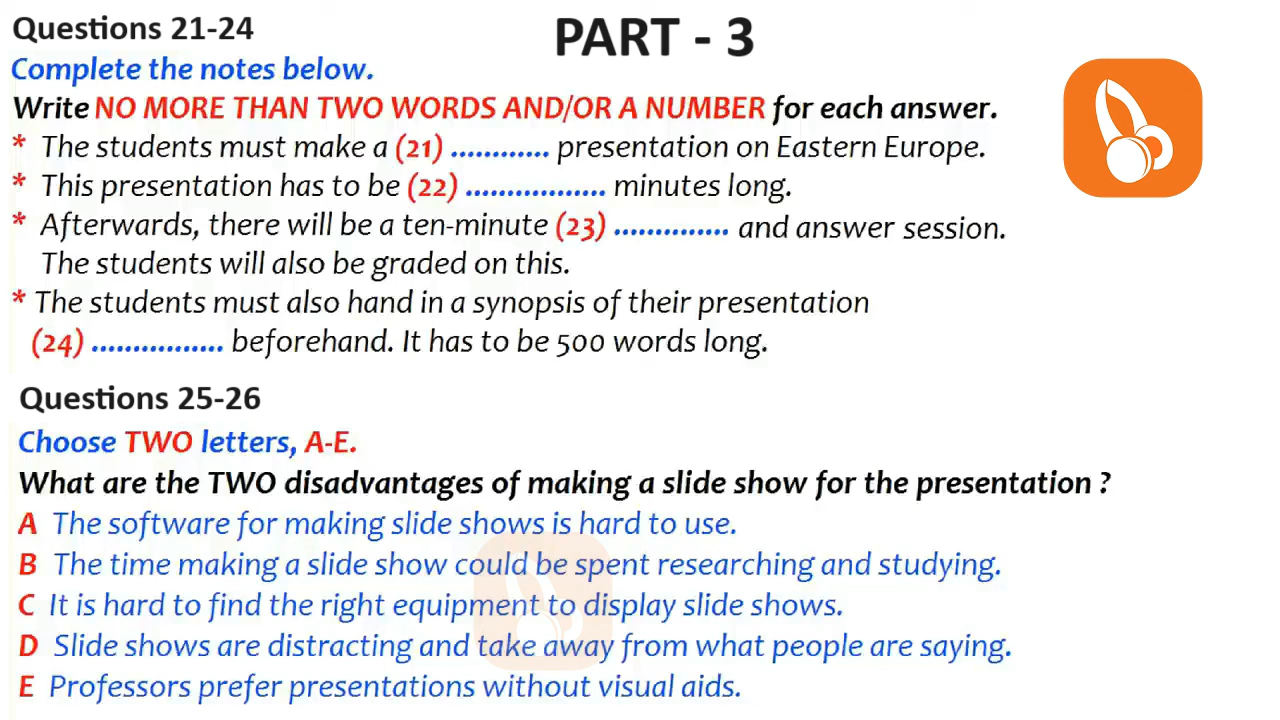 Questions 21-24
PART - 3
Complete the notes below.
Write NO MORE THAN TWO WORDS AND/OR A NUMBER for each answer.
* The students must make a (21) ............ presentation on Eastern Europe.
* This presentation has to be (22) ................. minutes long.
* Afterwards, there will be a ten-minute (23) .............. and answer session.
The students will also be graded on this.
* The students must also hand in a synopsis of their presentation
(24) ................ beforehand. It has to be 500 words long.
Questions 25-26
Choose TWO letters, A-E.
What are the TWO disadvantages of making a slide show for the presentation ?
A The software for making slide shows is hard to use.
B The time making a slide show could be spent researching and studying.
C It is hard to find the right equipment to display slide shows.
D Slide shows are distracting and take away from what people are saying.
E Professors prefer presentations without visual aids.